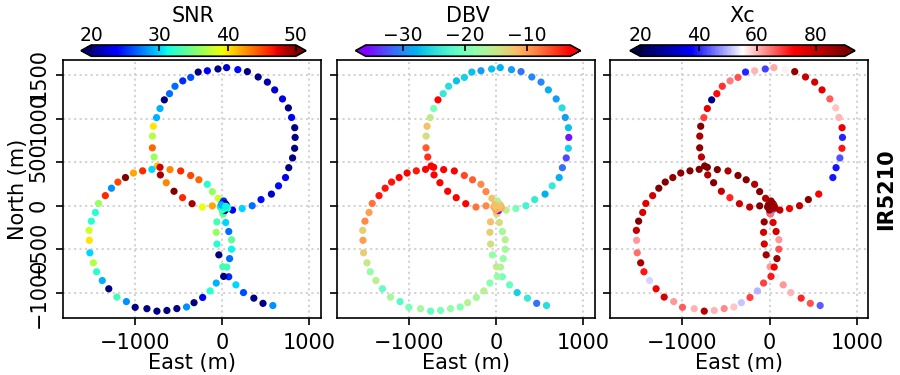 SNR DBV Xc
20 30 40 50 −30 −20 −10 20 40 60 80
1500
1000
500
0
−500
−1000
North (m)
−1000 0 1000 −1000 0 1000 −1000 0 1000
East (m) East (m) East (m)
IR5210